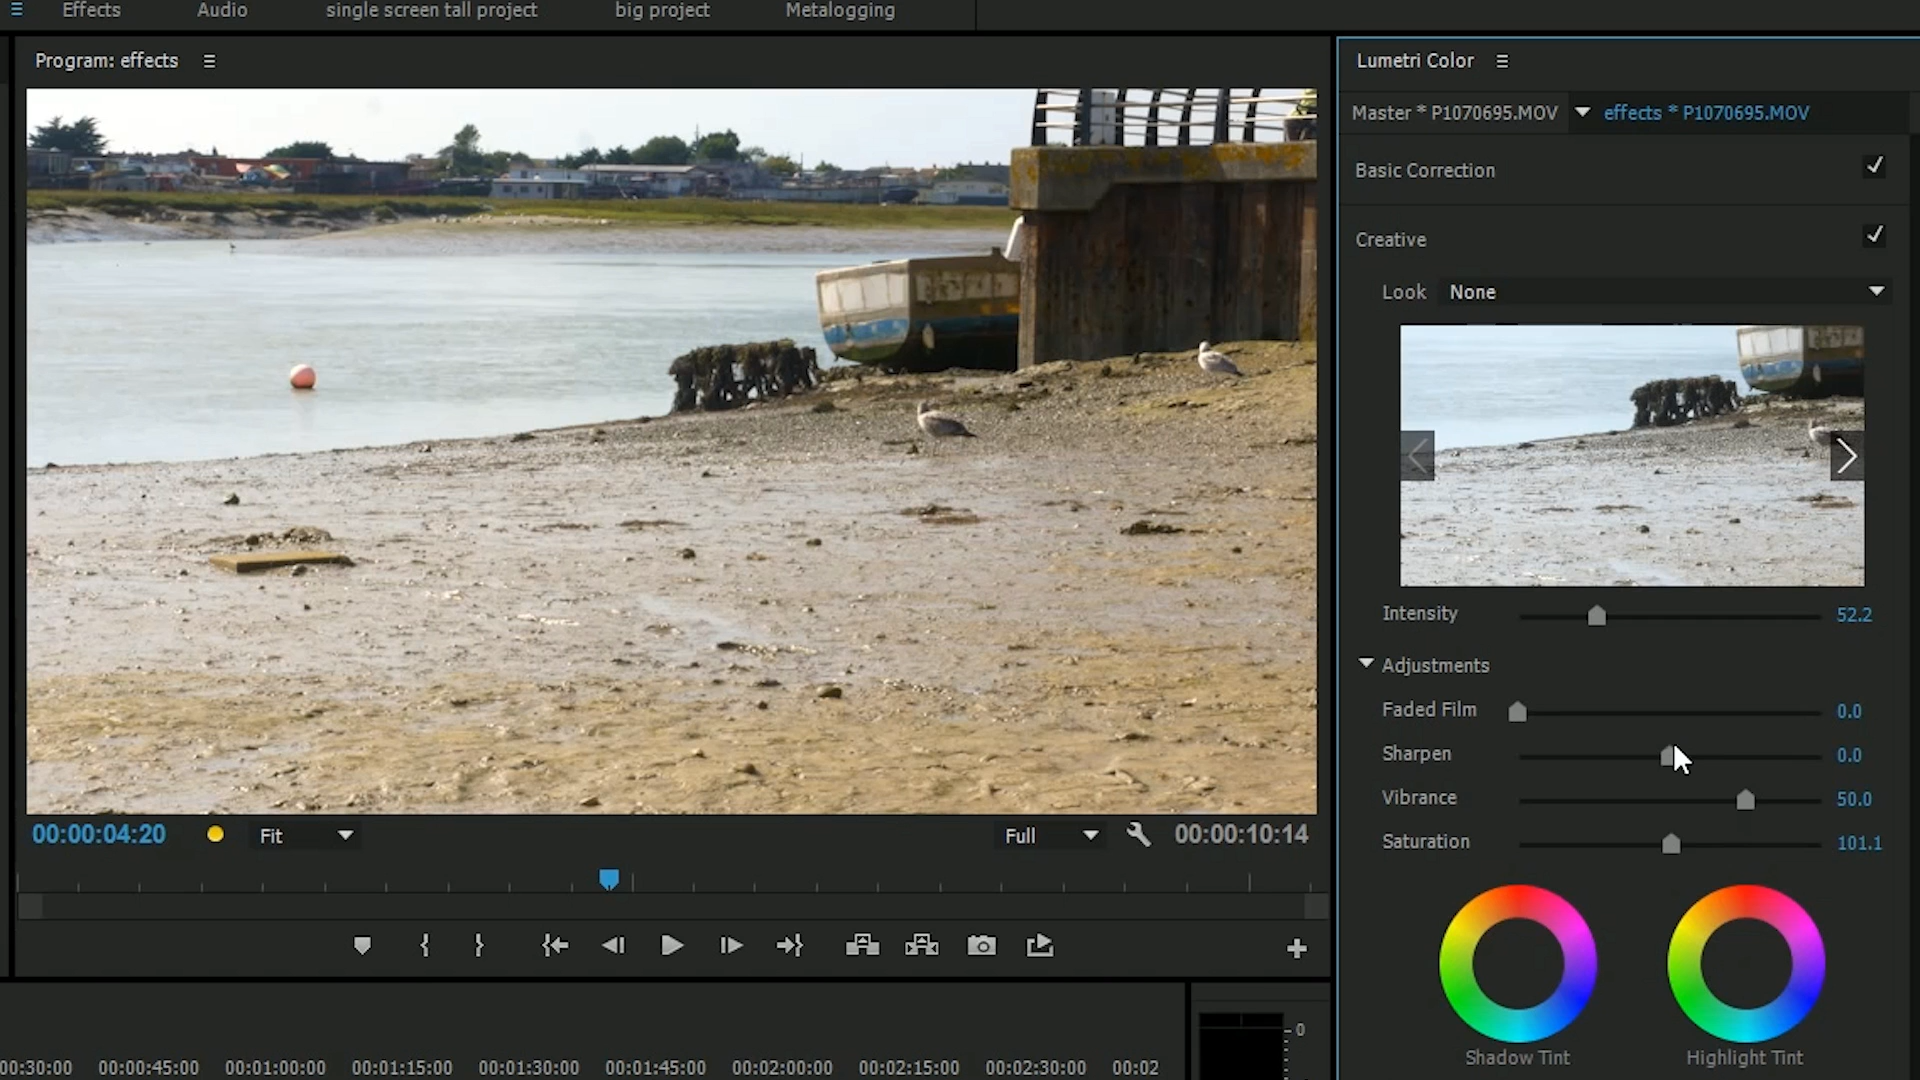 Effects Audio single screen tall project big project Metalogging
Program: effects
Lumetri Color
Master * P1070695.MOV effects * P1070695.MOV
Basic Correction
Creative
Look None
Intensity 52.2
Adjustments
Faded Film 0.0
Sharpen 0.0
Vibrance 50.0
Saturation 101.1
00:00:04:20 Fit Full 00:00:10:14
Shadow Tint Highlight Tint
0
00:30:00 00:00:45:00 00:01:00:00 00:01:15:00 00:01:30:00 00:01:45:00 00:02:00:00 00:02:15:00 00:02:30:00 00:02